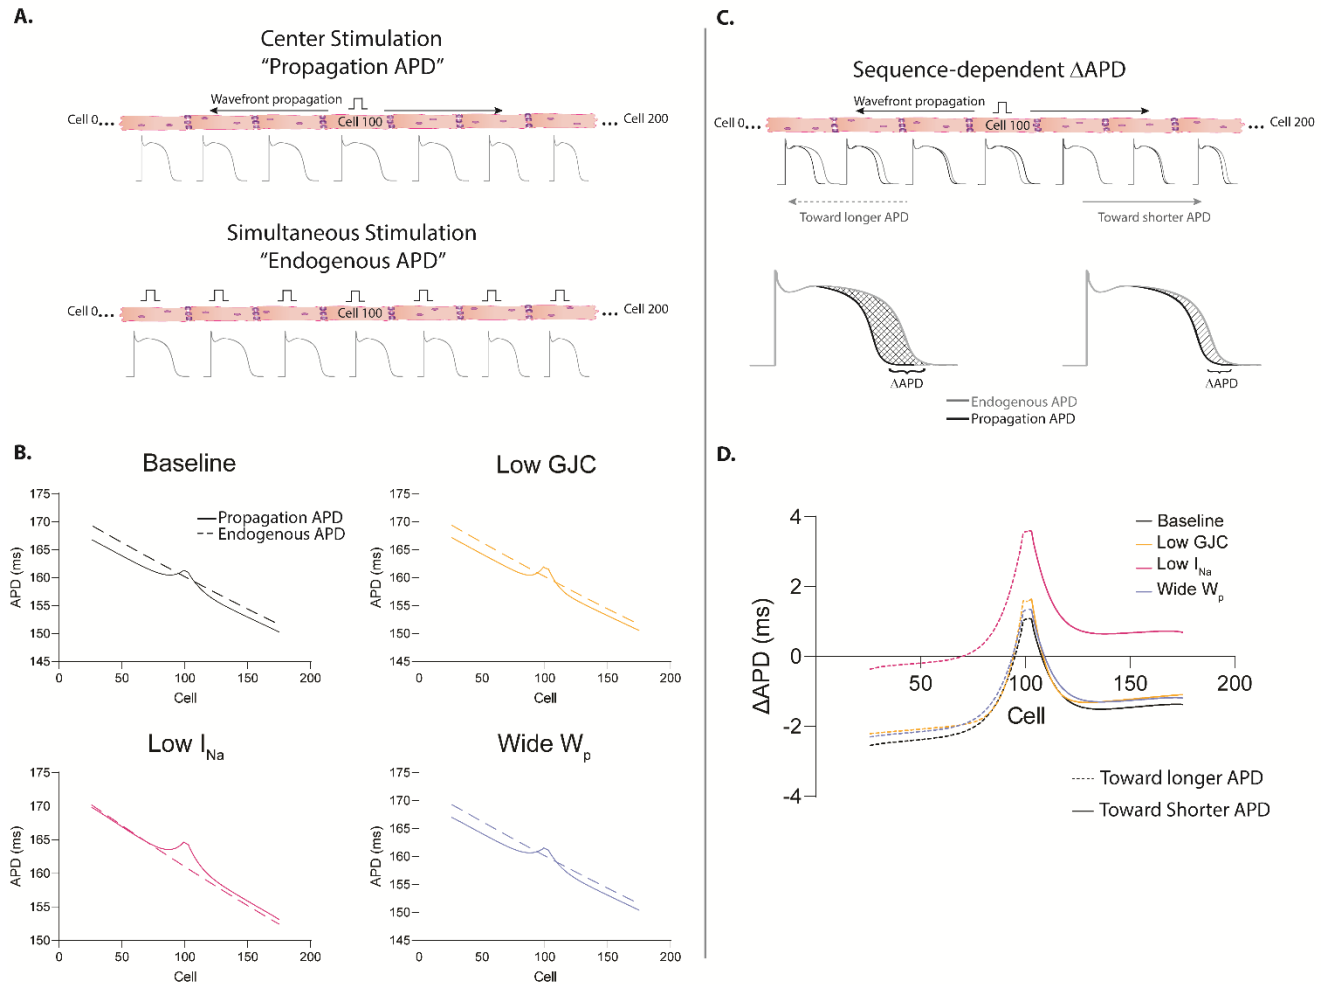 A.
Center Stimulation
“Propagation APD”
Wavefront propagation
Cell 0...
Cell 100
... Cell 200
Simultaneous Stimulation
“Endogenous APD”
Cell 0...
Cell 100
... Cell 200
B.
Baseline
175
170
165
160
155
150
145
APD (ms)
Propagation APD
Endogenous APD
0
50
100
150
200
Cell
Low GJC
175
170
165
160
155
150
145
APD (ms)
0
50
100
150
200
Cell
Low INa
175
170
165
160
155
150
APD (ms)
0
50
100
150
200
Cell
Wide Wp
175
170
165
160
155
150
145
APD (ms)
0
50
100
150
200
Cell
C.
Sequence-dependent ΔAPD
Wavefront propagation
Cell 0...
Cell 100
... Cell 200
Toward longer APD
Toward shorter APD
ΔAPD
ΔAPD
Endogenous APD
Propagation APD
D.
4
2
0
-2
-4
ΔAPD (ms)
50
100
150
200
Cell
Baseline
Low GJC
Low INa
Wide Wp
Toward longer APD
Toward Shorter APD